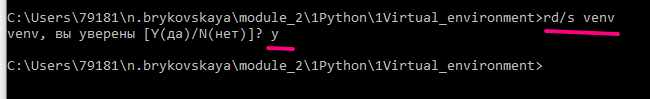 C:\Users\79181\n.brykovskaya\module_2\1Python\1Virtual_environment>rd/s venv
venv, вы уверены [Y(да)/N(нет)]? y
C:\Users\79181\n.brykovskaya\module_2\1Python\1Virtual_environment>